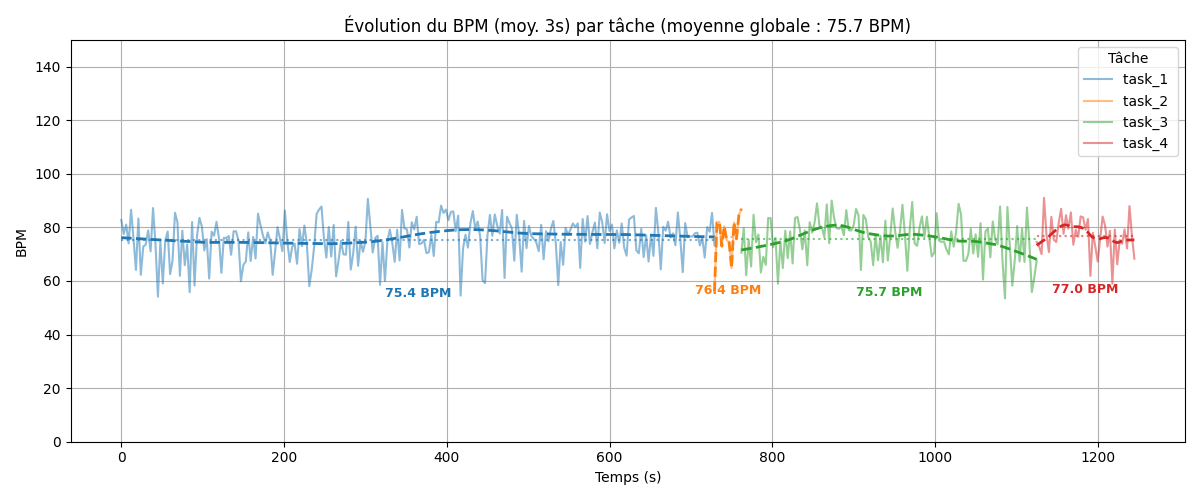 Évolution du BPM (moy. 3s) par tâche (moyenne globale : 75.7 BPM)
BPM
140
120
100
80
60
40
20
0
Tâche
task_1
task_2
task_3
task_4
75.4 BPM
76.4 BPM
75.7 BPM
77.0 BPM
0
200
400
600
800
1000
1200
Temps (s)